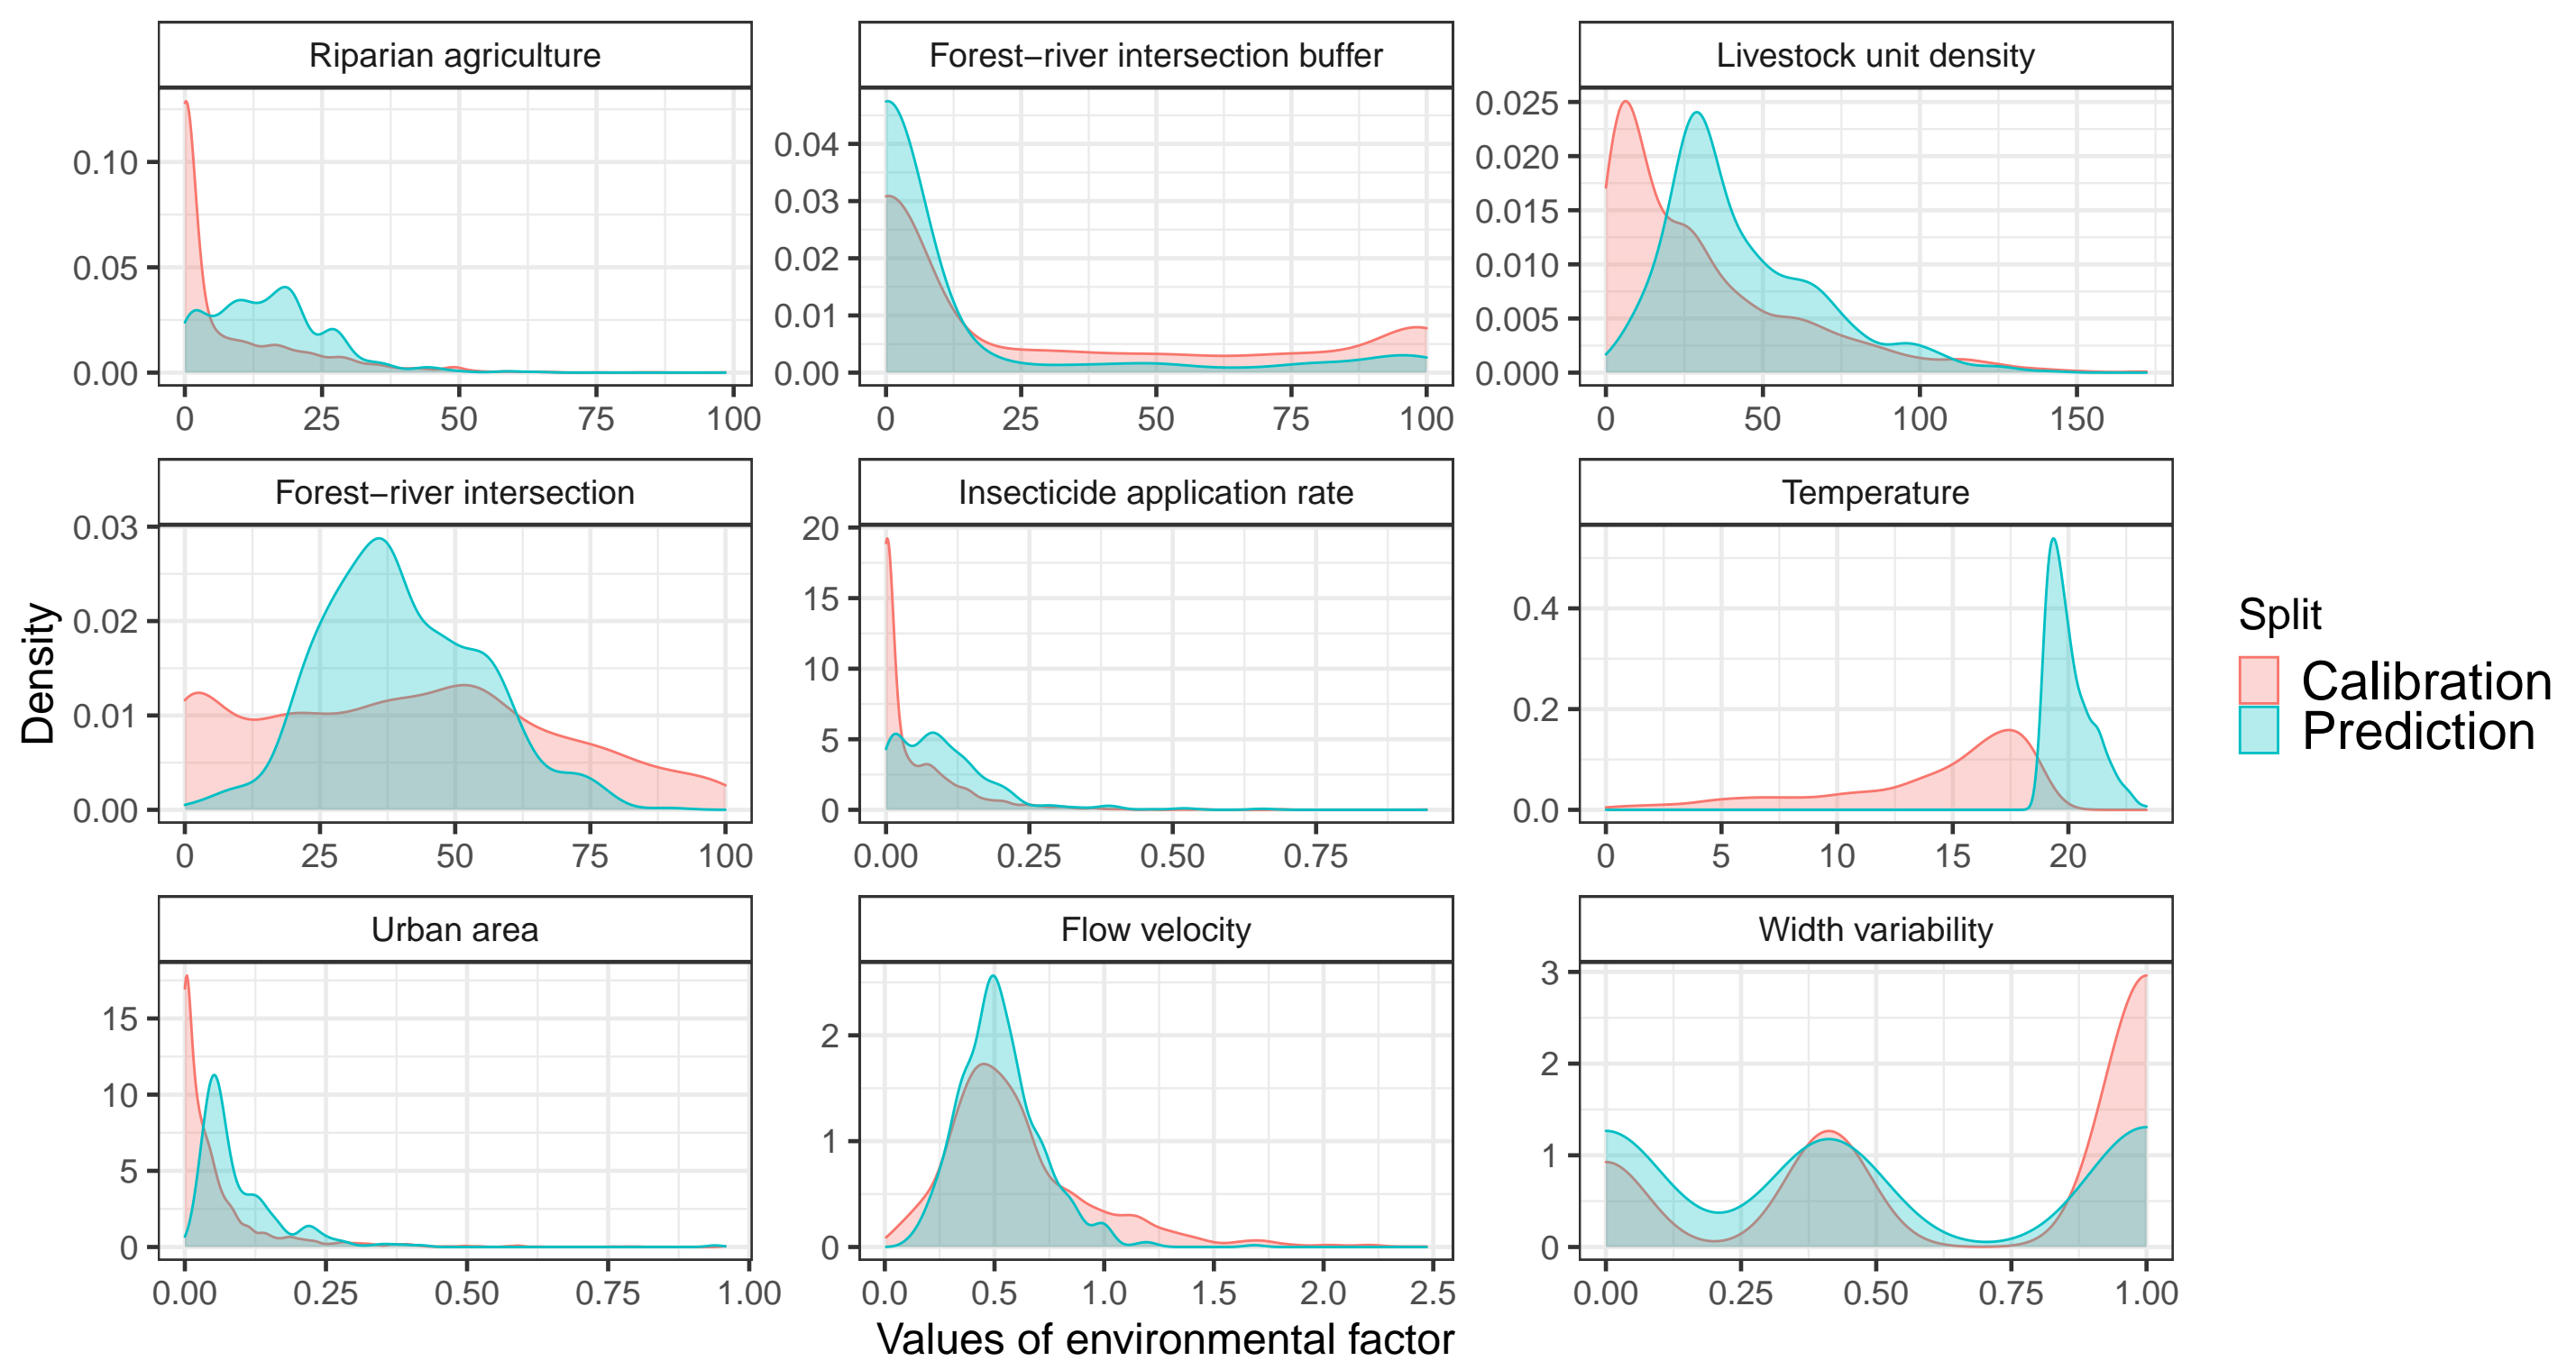 Riparian agriculture
Forest−river intersection buffer
Livestock unit density
0.10
0.05
0.00
0 25 50 75 100
0.04
0.03
0.02
0.01
0.00
0 25 50 75 100
0.025
0.020
0.015
0.010
0.005
0.000
0 50 100 150
Forest−river intersection
Insecticide application rate
Temperature
0.03
0.02
0.01
0.00
0 25 50 75 100
20
15
10
5
0
0.00 0.25 0.50 0.75
0.4
0.2
0.0
0 5 10 15 20
Urban area
Flow velocity
Width variability
15
10
5
0
0.00 0.25 0.50 0.75 1.00
2
1
0
0.0 0.5 1.0 1.5 2.0 2.5
3
2
1
0
0.00 0.25 0.50 0.75 1.00
Density
Values of environmental factor
Split
Calibration
Prediction